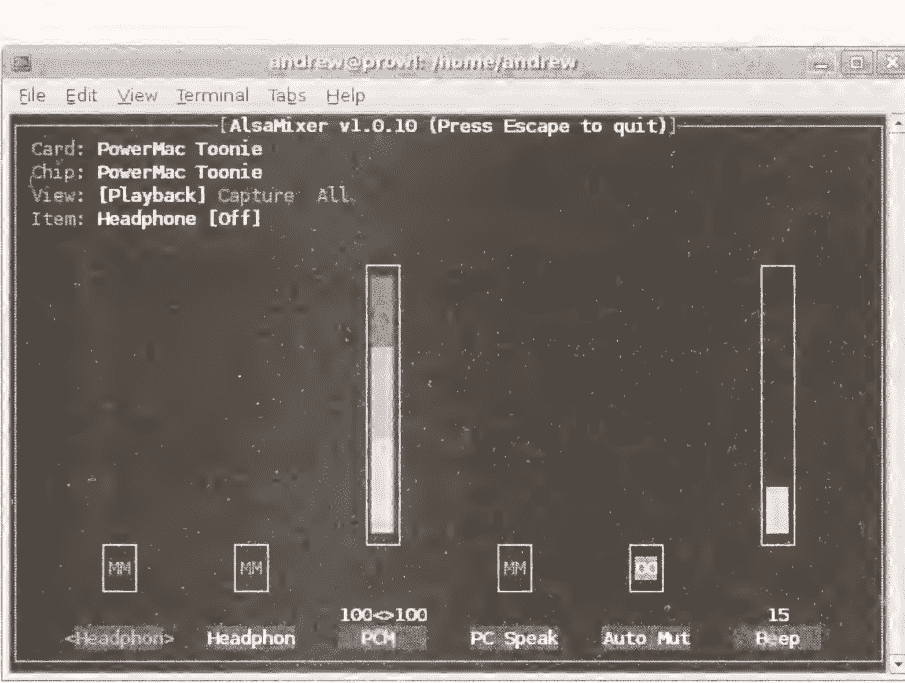 andrew@prowl: /home/andrew
File Edit View Terminal Tabs Help
[AlsaMixer v1.0.10 (Press Escape to quit)]
Card: PowerMac Toonie
Chip: PowerMac Toonie
View: [Playback] Capture All
Item: Headphone [Off]
MM MM MM OO
100<>100 15
<Headphon> Headphon PCM PC Speak Auto Mut Beep